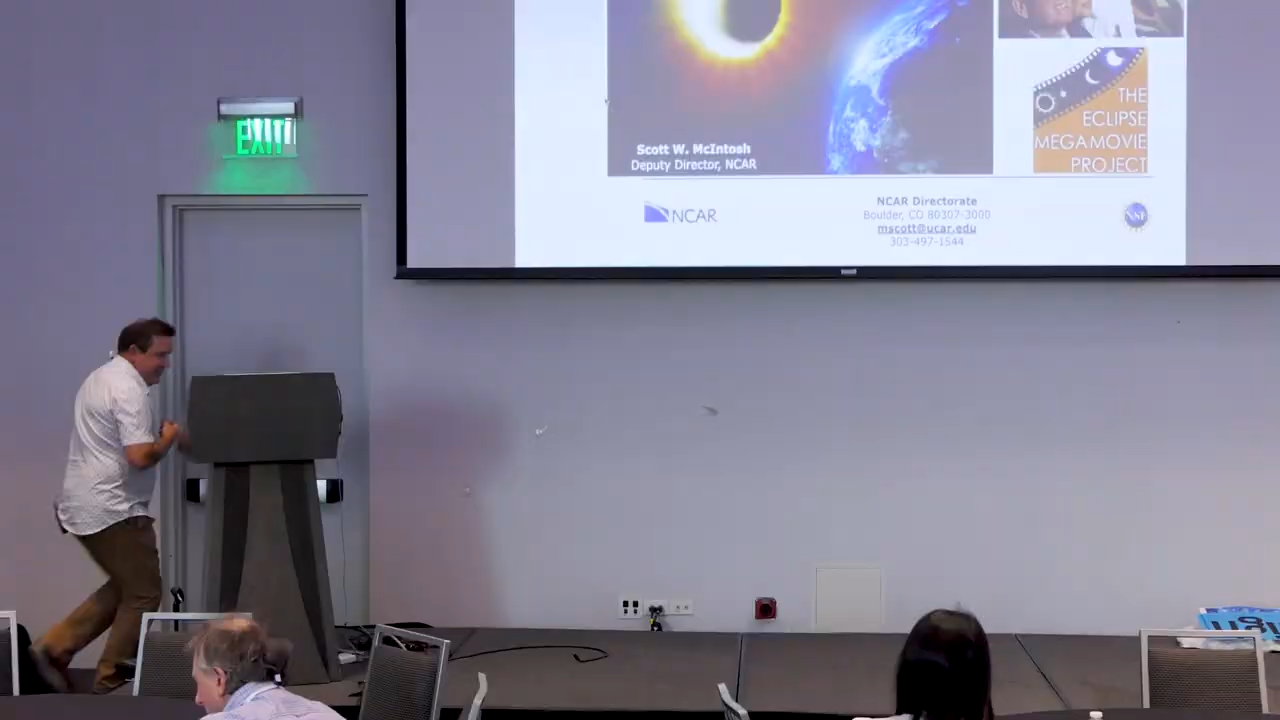 EXIT
Scott W. McIntosh
Deputy Director, NCAR
THE
ECLIPSE
MEGAMOVIE
PROJECT
NCAR
NCAR Directorate
Boulder, CO 80307-3000
mscott@ucar.edu
303-497-1544
NSF